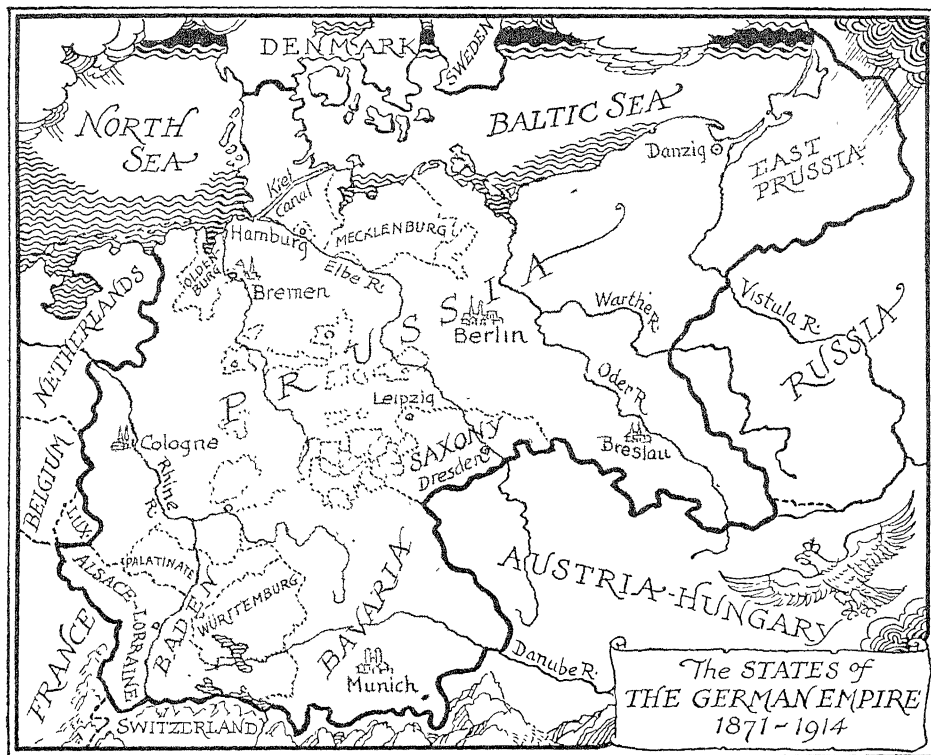 DENMARK
SWEDEN
NORTH
SEA
BALTIC SEA
Danzig
EAST
PRUSSIA
Kiel
Canal
Hamburg
MECKLENBURG
OLDEN
BURG
Bremen
Elbe R.
NETHERLANDS
PRUSSIA
Berlin
Warthe R.
Vistula R.
RUSSIA
Oder R.
Leipzig
Cologne
SAXONY
Dresden
Breslau
BELGIUM
LUX.
Rhine
R.
PALATINATE
ALSACE-LORRAINE
BADEN
WÜRTTEMBURG
BAVARIA
AUSTRIA-HUNGARY
FRANCE
Munich
Danube R.
SWITZERLAND
The STATES of
THE GERMAN EMPIRE
1871-1914